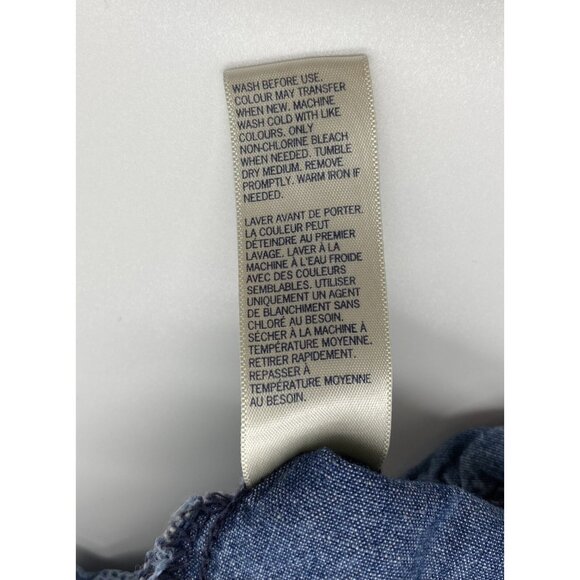 WASH BEFORE USE.
COLOUR MAY TRANSFER
WHEN NEW. MACHINE
WASH COLD WITH LIKE
COLOURS. ONLY
NON-CHLORINE BLEACH
WHEN NEEDED. TUMBLE
DRY MEDIUM. REMOVE
PROMPTLY. WARM IRON IF
NEEDED.
LAVER AVANT DE PORTER.
LA COULEUR PEUT
DÉTEINDRE AU PREMIER
LAVAGE. LAVER À LA
MACHINE À L'EAU FROIDE
AVEC DES COULEURS
SEMBLABLES. UTILISER
UNIQUEMENT UN AGENT
DE BLANCHIMENT SANS
CHLORE AU BESOIN.
SÉCHER À LA MACHINE À
TEMPÉRATURE MOYENNE.
RETIRER RAPIDEMENT.
REPASSER À
TEMPÉRATURE MOYENNE
AU BESOIN.